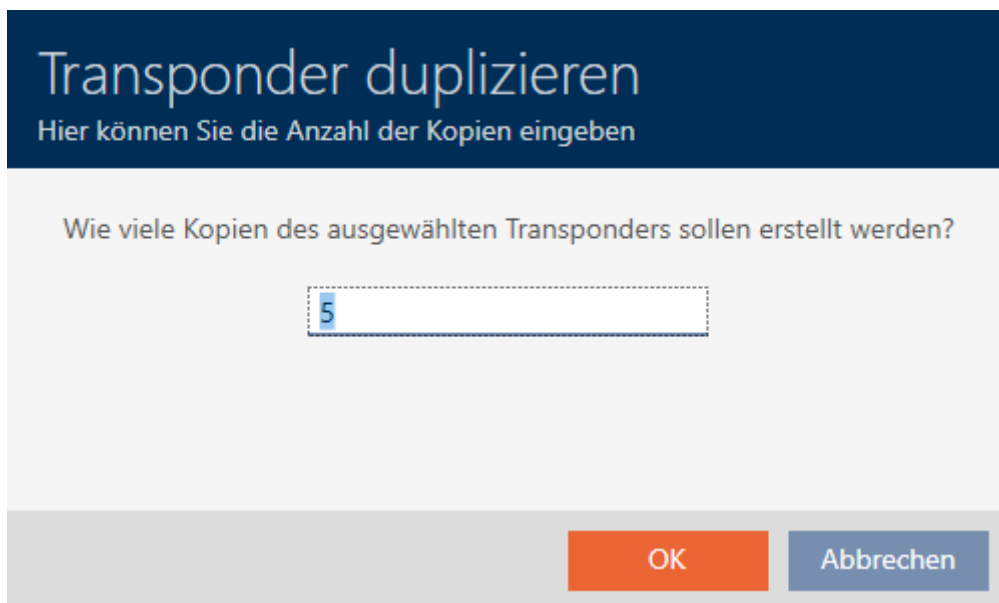 Transponder duplizieren
Hier können Sie die Anzahl der Kopien eingeben
Wie viele Kopien des ausgewählten Transponders sollen erstellt werden?
5
OK Abbrechen